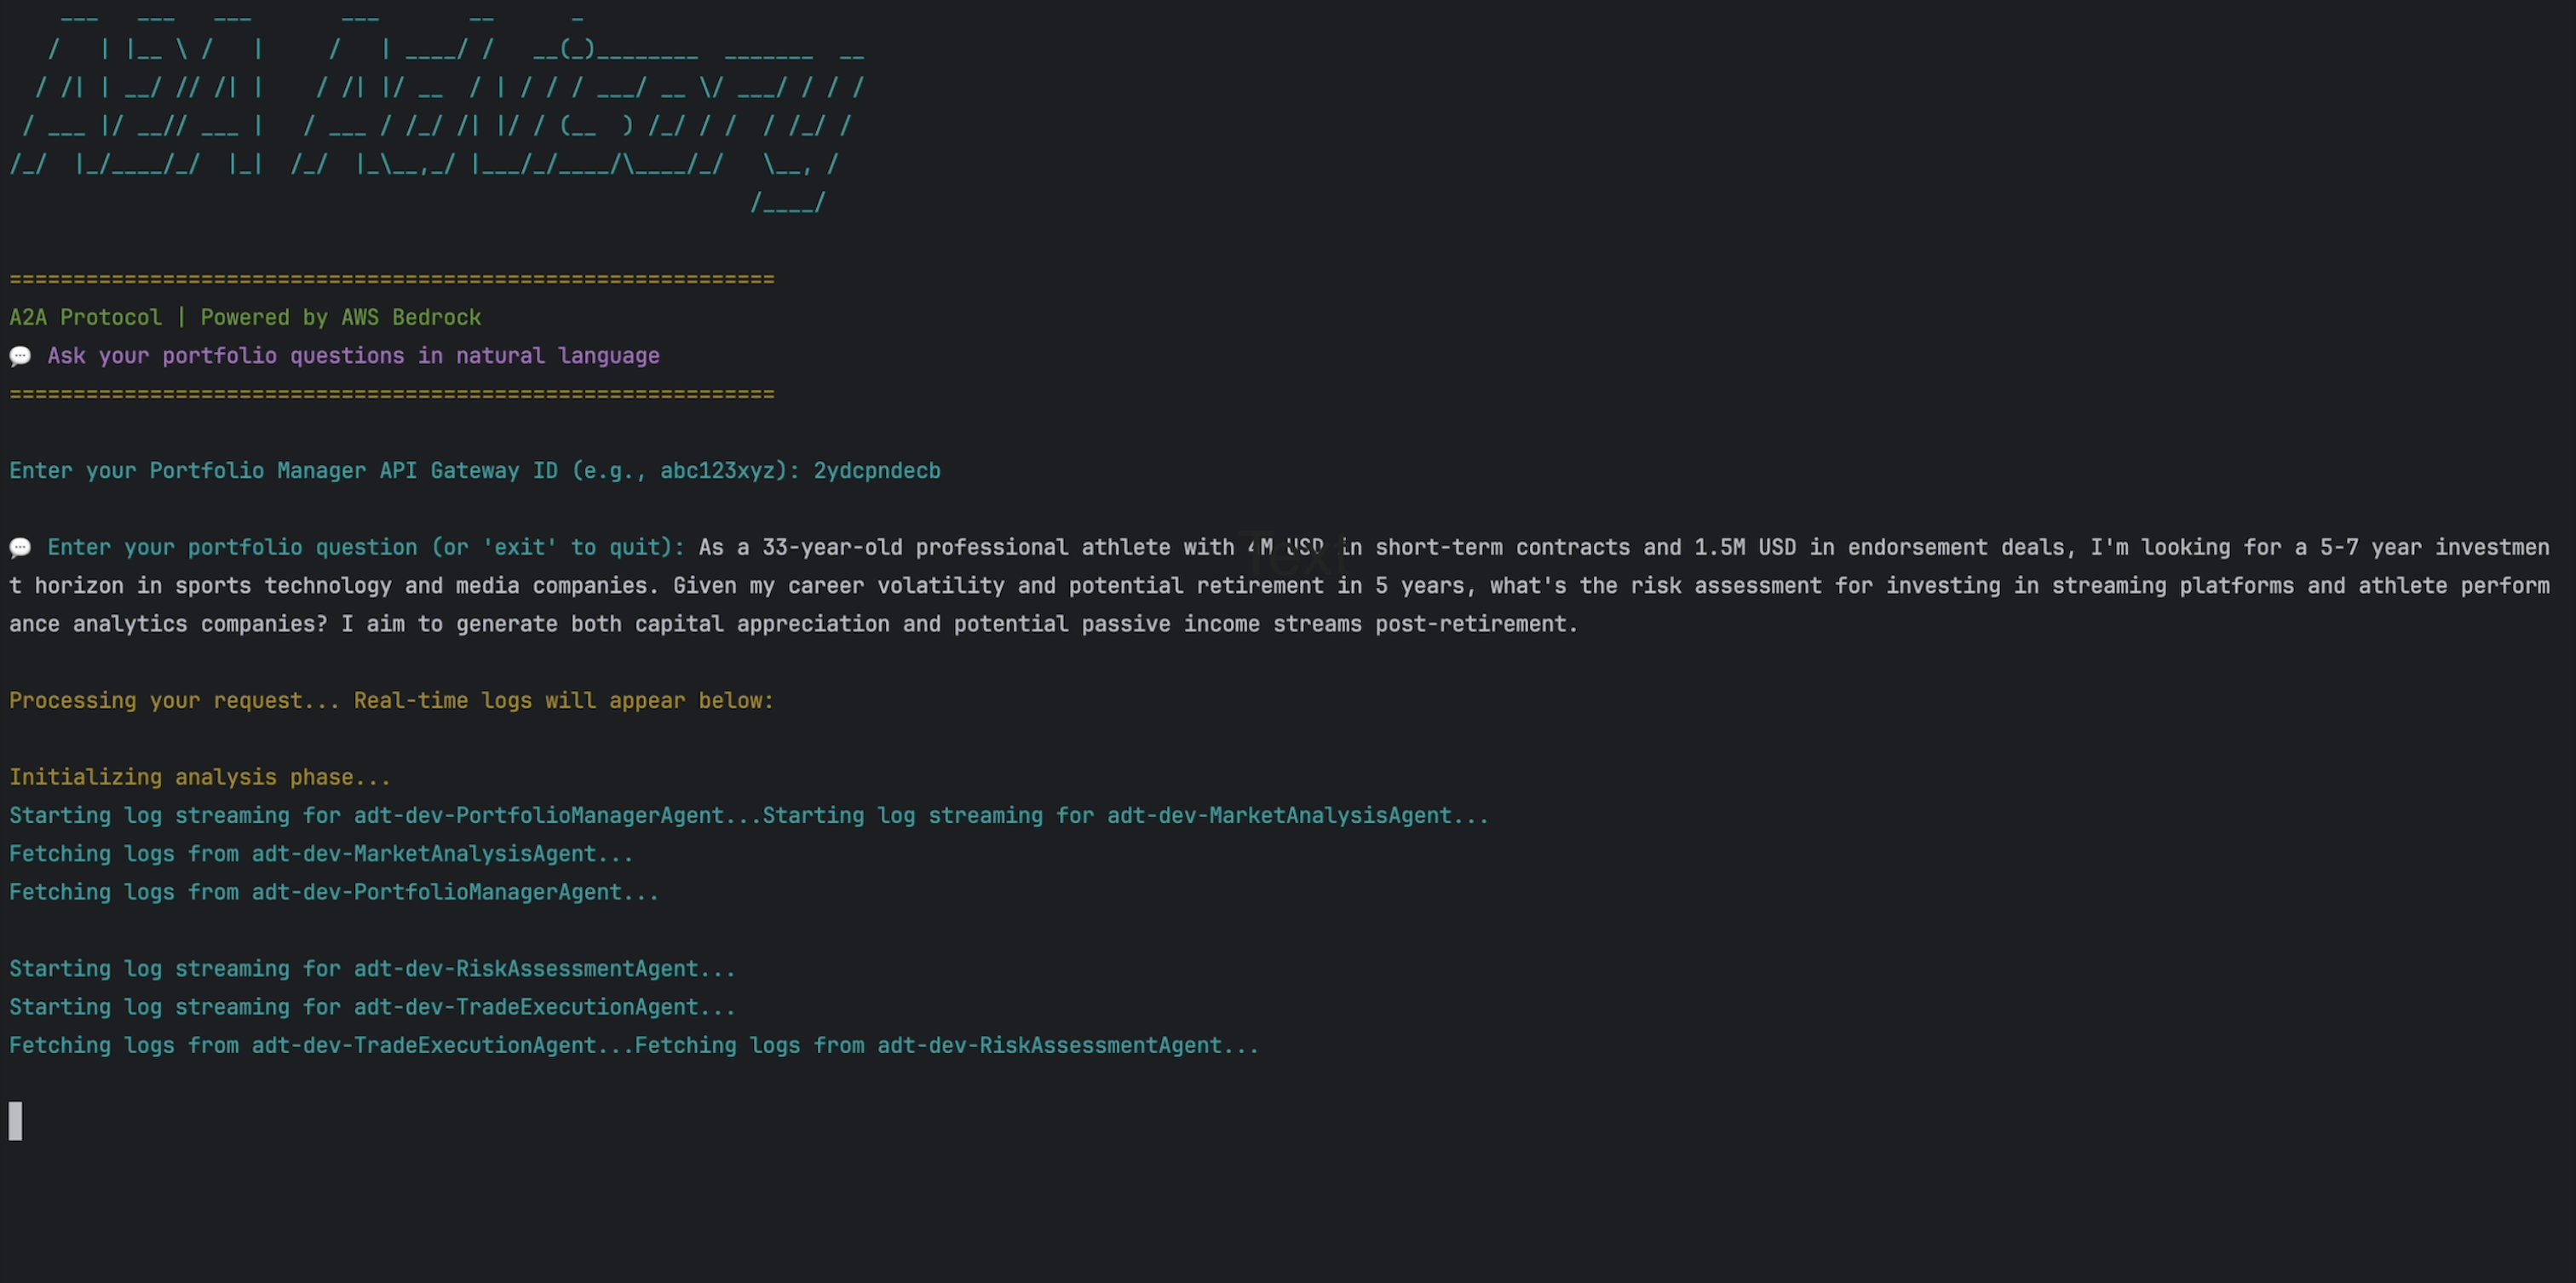 A2A Advisory
============================================================
A2A Protocol | Powered by AWS Bedrock
💬 Ask your portfolio questions in natural language
============================================================
Enter your Portfolio Manager API Gateway ID (e.g., abc123xyz): 2ydcpndecb
💬 Enter your portfolio question (or 'exit' to quit): As a 33-year-old professional athlete with 4M USD in short-term contracts and 1.5M USD in endorsement deals, I'm looking for a 5-7 year investmen
t horizon in sports technology and media companies. Given my career volatility and potential retirement in 5 years, what's the risk assessment for investing in streaming platforms and athlete perform
ance analytics companies? I aim to generate both capital appreciation and potential passive income streams post-retirement.
Text
Processing your request... Real-time logs will appear below:
Initializing analysis phase...
Starting log streaming for adt-dev-PortfolioManagerAgent...Starting log streaming for adt-dev-MarketAnalysisAgent...
Fetching logs from adt-dev-MarketAnalysisAgent...
Fetching logs from adt-dev-PortfolioManagerAgent...
Starting log streaming for adt-dev-RiskAssessmentAgent...
Starting log streaming for adt-dev-TradeExecutionAgent...
Fetching logs from adt-dev-TradeExecutionAgent...Fetching logs from adt-dev-RiskAssessmentAgent...